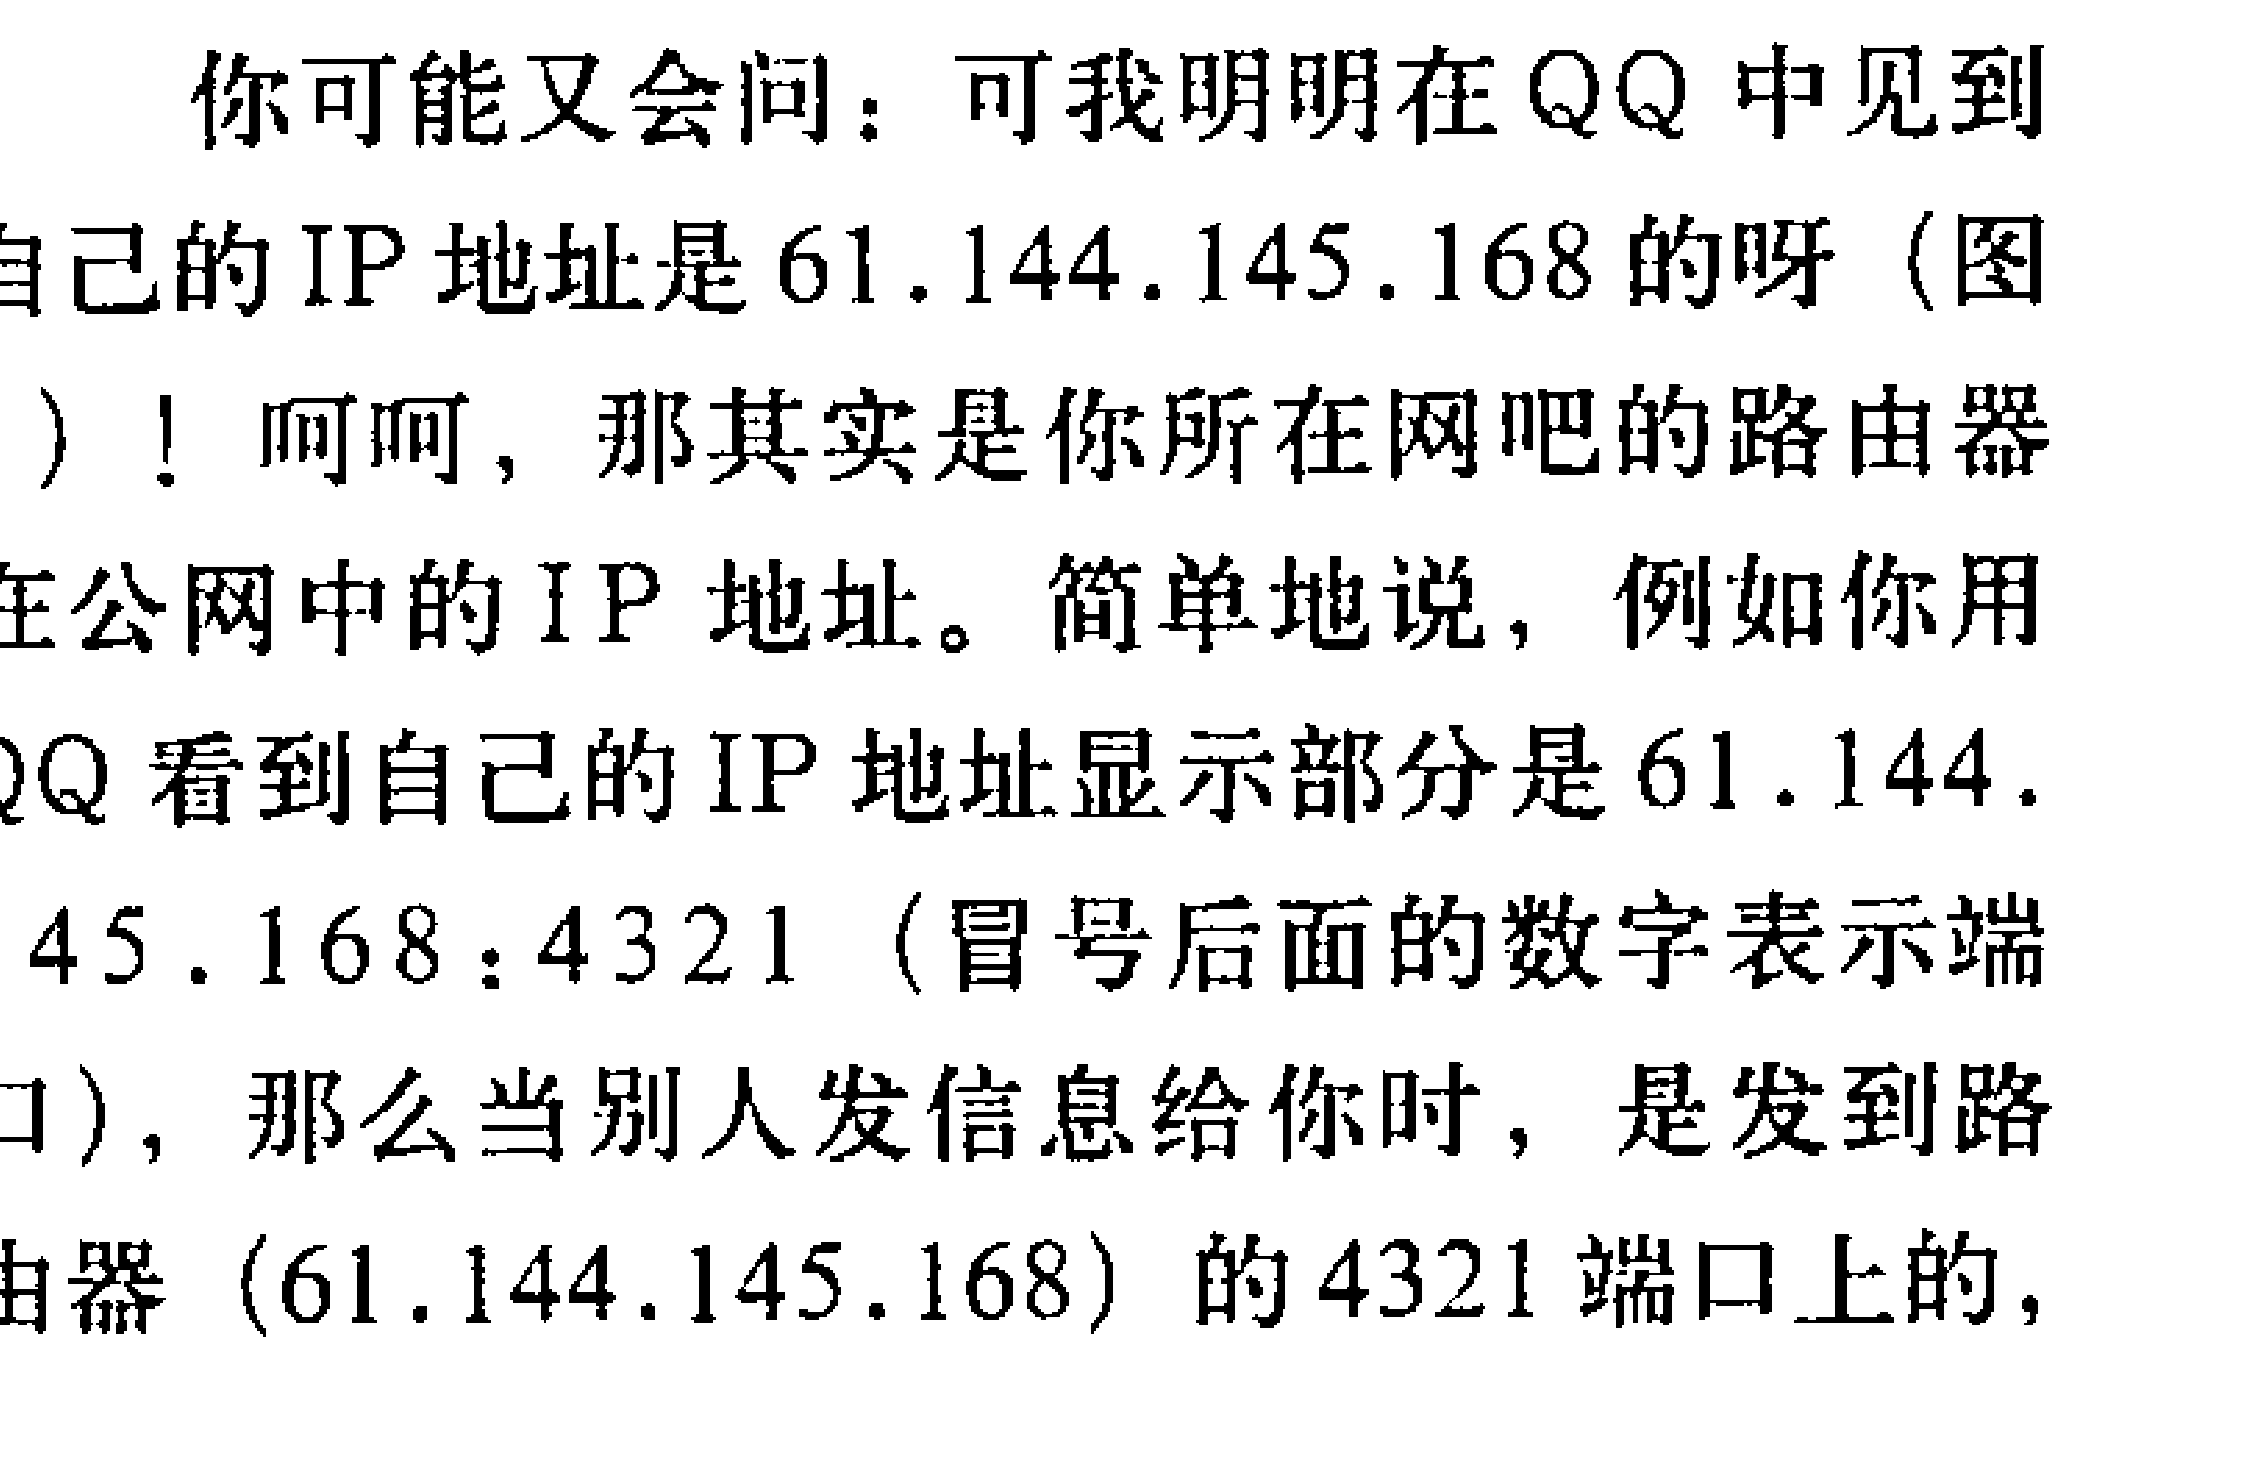 你可能又会问：可我明明在QQ中见到
自己的IP地址是61.144.145.168的呀（图
）！呵呵，那其实是你所在网吧的路由器
在公网中的IP地址。简单地说，例如你用
QQ看到自己的IP地址显示部分是61.144.
45.168:4321（冒号后面的数字表示端
口），那么当别人发信息给你时，是发到路
由器（61.144.145.168）的4321端口上的，